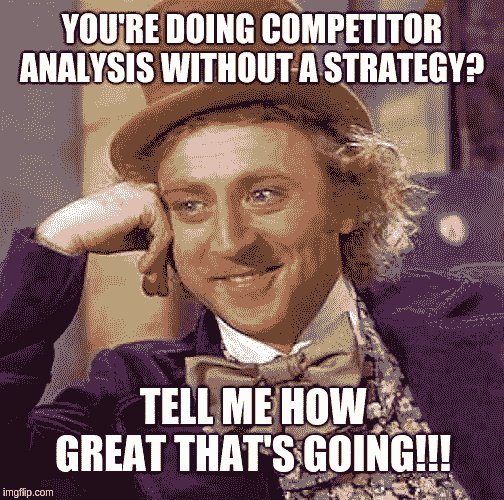 YOU'RE DOING COMPETITOR
ANALYSIS WITHOUT A STRATEGY?
TELL ME HOW
GREAT THAT'S GOING!!!
imgflip.com